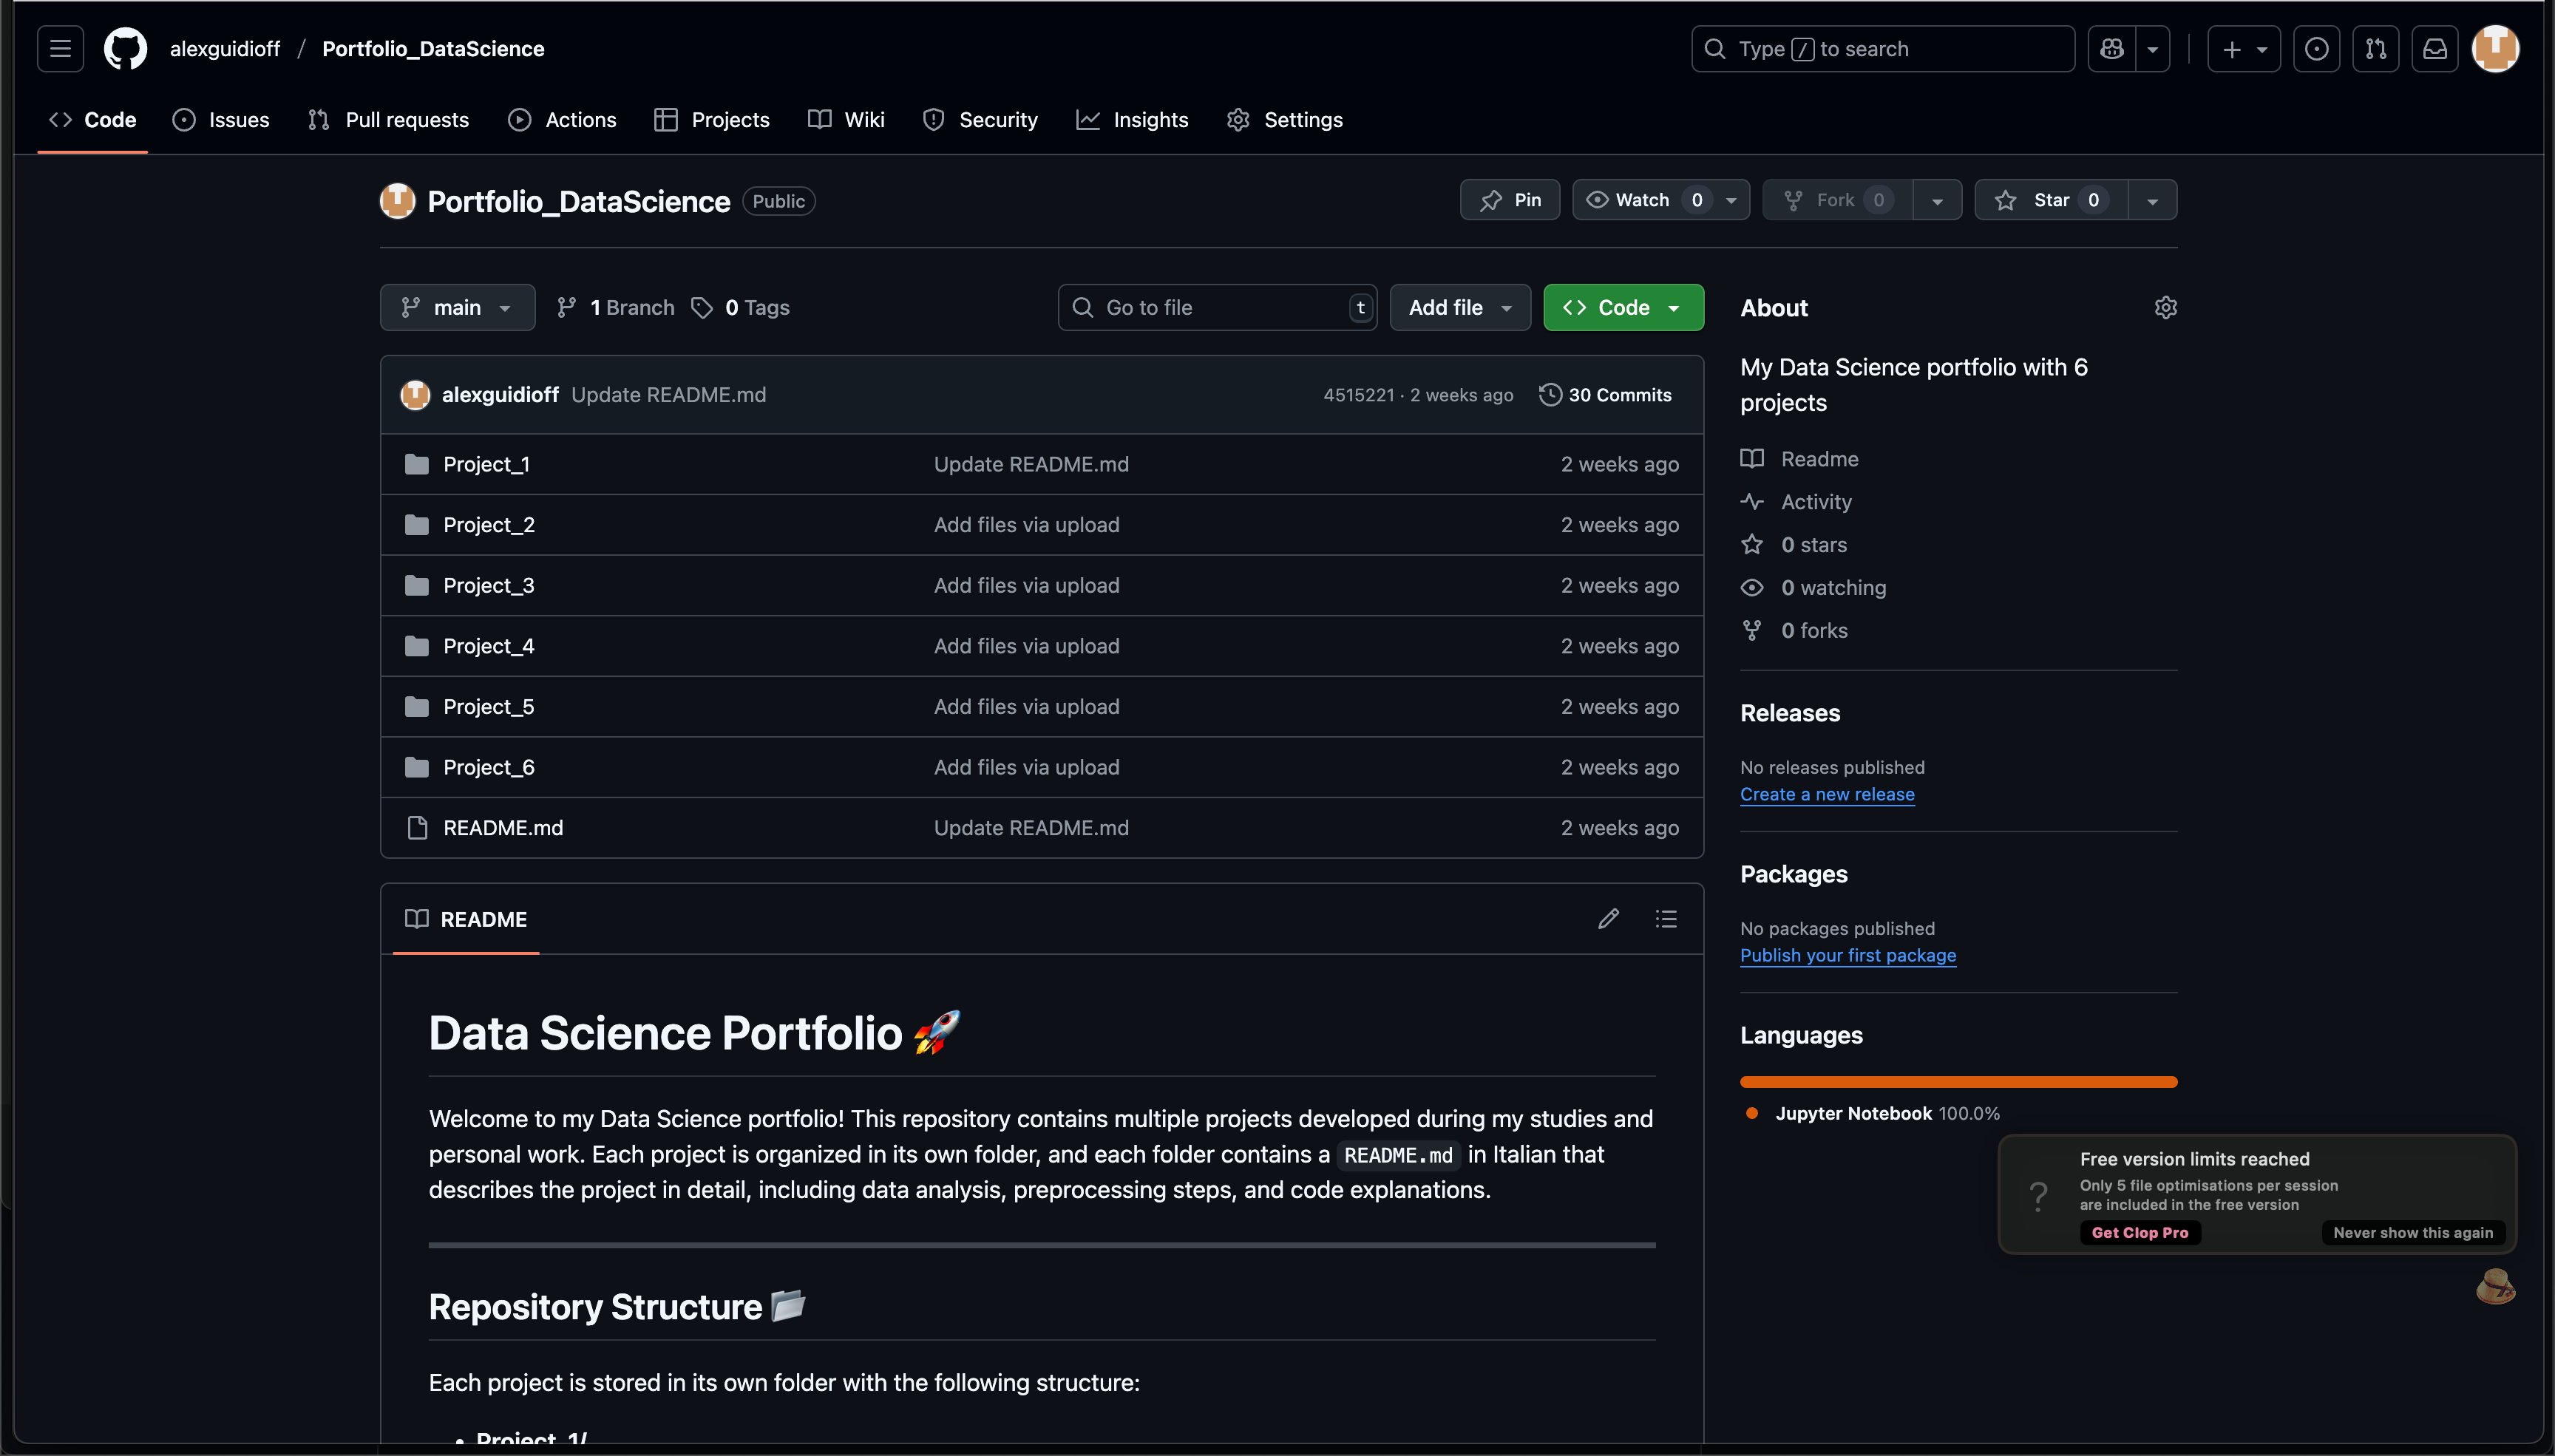 alexguidioff / Portfolio_DataScience
Type / to search
Code
Issues
Pull requests
Actions
Projects
Wiki
Security
Insights
Settings
Portfolio_DataScience
Public
Pin
Watch 0
Fork 0
Star 0
main
1 Branch
0 Tags
Go to file
t
Add file
Code
alexguidioff Update README.md
4515221 · 2 weeks ago
30 Commits
Project_1 Update README.md 2 weeks ago
Project_2 Add files via upload 2 weeks ago
Project_3 Add files via upload 2 weeks ago
Project_4 Add files via upload 2 weeks ago
Project_5 Add files via upload 2 weeks ago
Project_6 Add files via upload 2 weeks ago
README.md Update README.md 2 weeks ago
README
Data Science Portfolio 🚀
Welcome to my Data Science portfolio! This repository contains multiple projects developed during my studies and
personal work. Each project is organized in its own folder, and each folder contains a README.md in Italian that
describes the project in detail, including data analysis, preprocessing steps, and code explanations.
Repository Structure 📂
Each project is stored in its own folder with the following structure:
• Project_1/
About
My Data Science portfolio with 6
projects
Readme
Activity
0 stars
0 watching
0 forks
Releases
No releases published
Create a new release
Packages
No packages published
Publish your first package
Languages
Jupyter Notebook 100.0%
Free version limits reached
Only 5 file optimisations per session
are included in the free version
Get Clop Pro
Never show this again